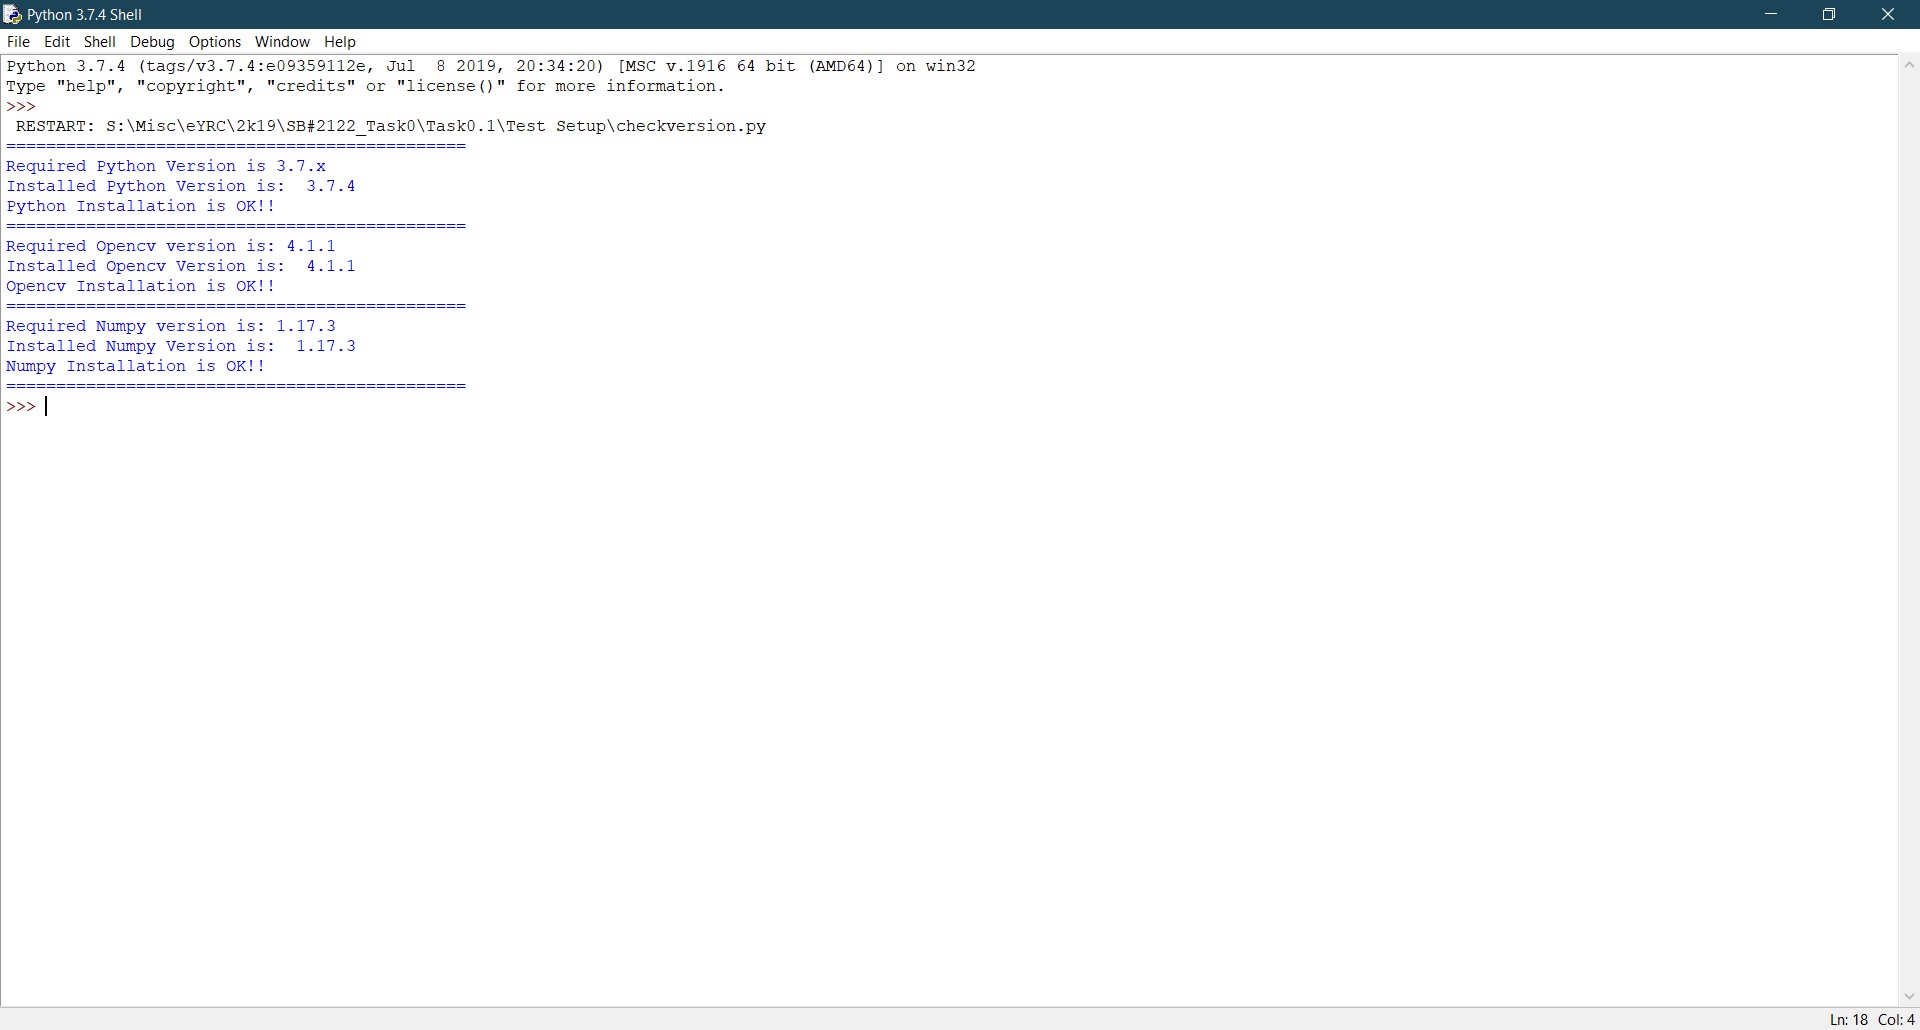 Python 3.7.4 Shell
File Edit Shell Debug Options Window Help
Python 3.7.4 (tags/v3.7.4:e09359112e, Jul  8 2019, 20:34:20) [MSC v.1916 64 bit (AMD64)] on win32
Type "help", "copyright", "credits" or "license()" for more information.
>>>
 RESTART: S:\Misc\eYRC\2k19\SB#2122_Task0\Task0.1\Test Setup\checkversion.py
==============================================
Required Python Version is 3.7.x
Installed Python Version is:  3.7.4
Python Installation is OK!!
==============================================
Required Opencv version is: 4.1.1
Installed Opencv Version is:  4.1.1
Opencv Installation is OK!!
==============================================
Required Numpy version is: 1.17.3
Installed Numpy Version is:  1.17.3
Numpy Installation is OK!!
==============================================
>>>
Ln: 18 Col: 4